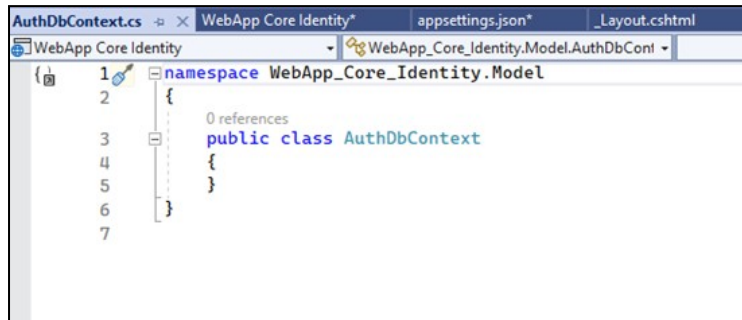 AuthDbContext.cs WebApp Core Identity* appsettings.json* _Layout.cshtml
WebApp Core Identity WebApp_Core_Identity.Model.AuthDbCont
1 namespace WebApp_Core_Identity.Model
2 {
0 references
3 public class AuthDbContext
4 {
5 }
6 }
7